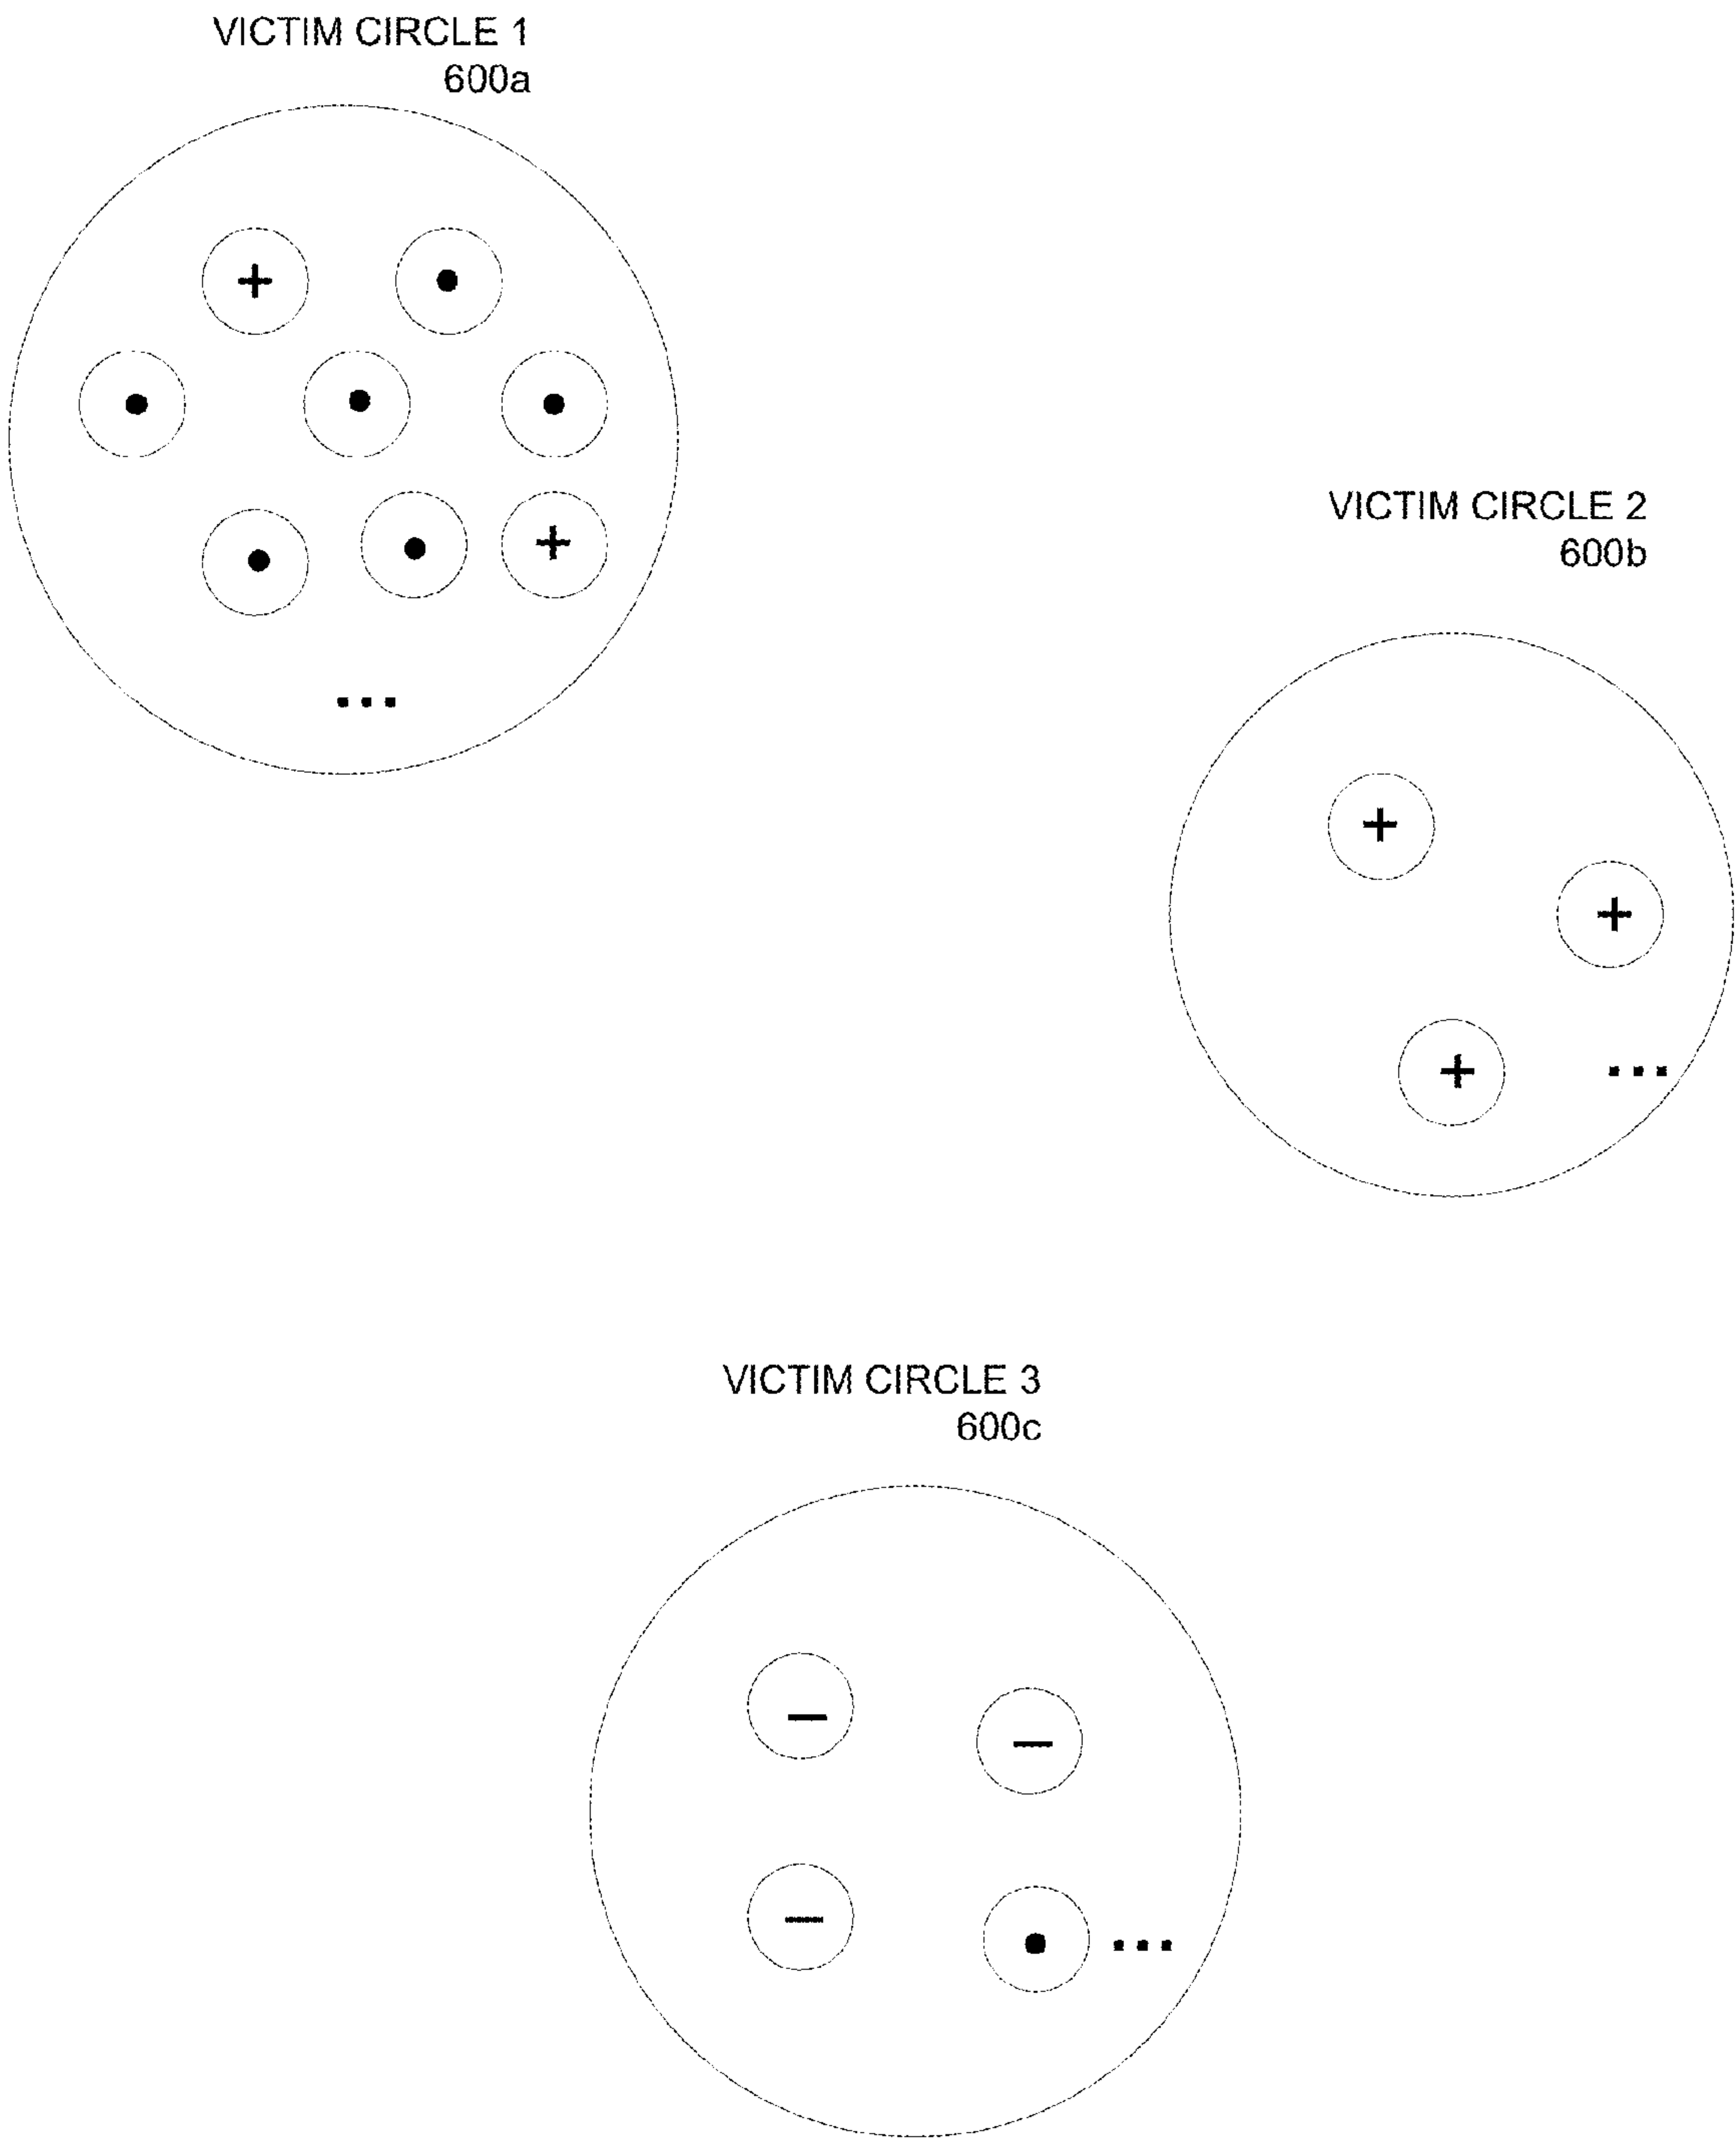 VICTIM CIRCLE 1
600a
+
+
...
VICTIM CIRCLE 2
600b
+
+
+
...
VICTIM CIRCLE 3
600c
–
–
–
...